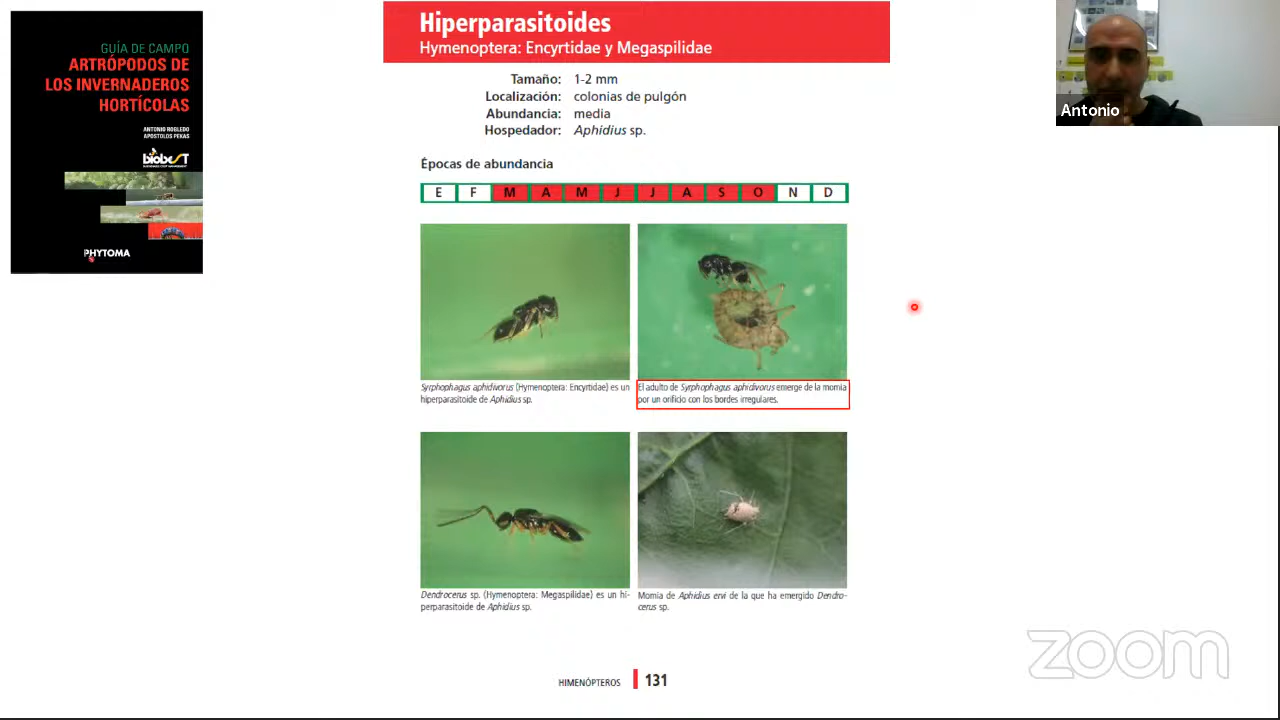 GUÍA DE CAMPO
ARTRÓPODOS DE
LOS INVERNADEROS
HORTÍCOLAS
ANTONIO ROBLEDO
APOSTOLOS PEKAS
biobesT
PHYTOMA
Hiperparasitoides
Hymenoptera: Encyrtidae y Megaspilidae
Tamaño: 1-2 mm
Localización: colonias de pulgón
Abundancia: media
Hospedador: Aphidius sp.
Épocas de abundancia
E F M A M J J A S O N D
Syrphophagus aphidivorus (Hymenoptera: Encyrtidae) es un
hiperparasitoide de Aphidius sp.
El adulto de Syrphophagus aphidivorus emerge de la momia
por un orificio con los bordes irregulares.
Dendrocerus sp. (Hymenoptera: Megaspilidae) es un hi-
perparasitoide de Aphidius sp.
Momia de Aphidius ervi de la que ha emergido Dendro-
cerus sp.
HIMENÓPTEROS 131
Antonio
zoom